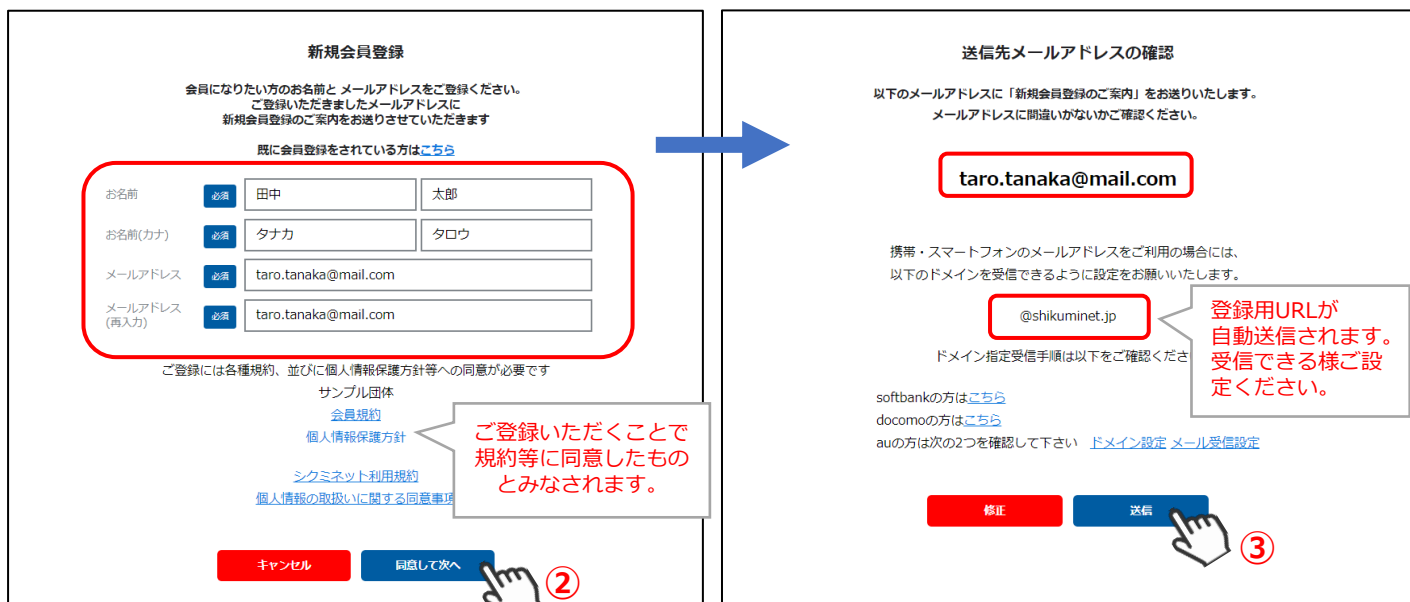 新規会員登録
会員になりたい方のお名前と メールアドレスをご登録ください。
ご登録いただきましたメールアドレスに
新規会員登録のご案内をお送りさせていただきます
既に会員登録をされている方はこちら
お名前 必須 田中 太郎
お名前(カナ) 必須 タナカ タロウ
メールアドレス 必須 taro.tanaka@mail.com
メールアドレス
(再入力) 必須 taro.tanaka@mail.com
ご登録には各種規約、並びに個人情報保護方針等への同意が必要です
サンプル団体
会員規約
個人情報保護方針
シクミネット利用規約
個人情報の取扱いに関する同意事項
ご登録いただくことで
規約等に同意したもの
とみなされます。
キャンセル 同意して次へ
②
送信先メールアドレスの確認
以下のメールアドレスに「新規会員登録のご案内」をお送りいたします。
メールアドレスに間違いがないかご確認ください。
taro.tanaka@mail.com
携帯・スマートフォンのメールアドレスをご利用の場合には、
以下のドメインを受信できるように設定をお願いいたします。
@shikuminet.jp
登録用URLが
自動送信されます。
受信できる様ご設
定ください。
ドメイン指定受信手順は以下をご確認くださ
softbankの方はこちら
docomoの方はこちら
auの方は次の2つを確認して下さい ドメイン設定 メール受信設定
修正 送信
③